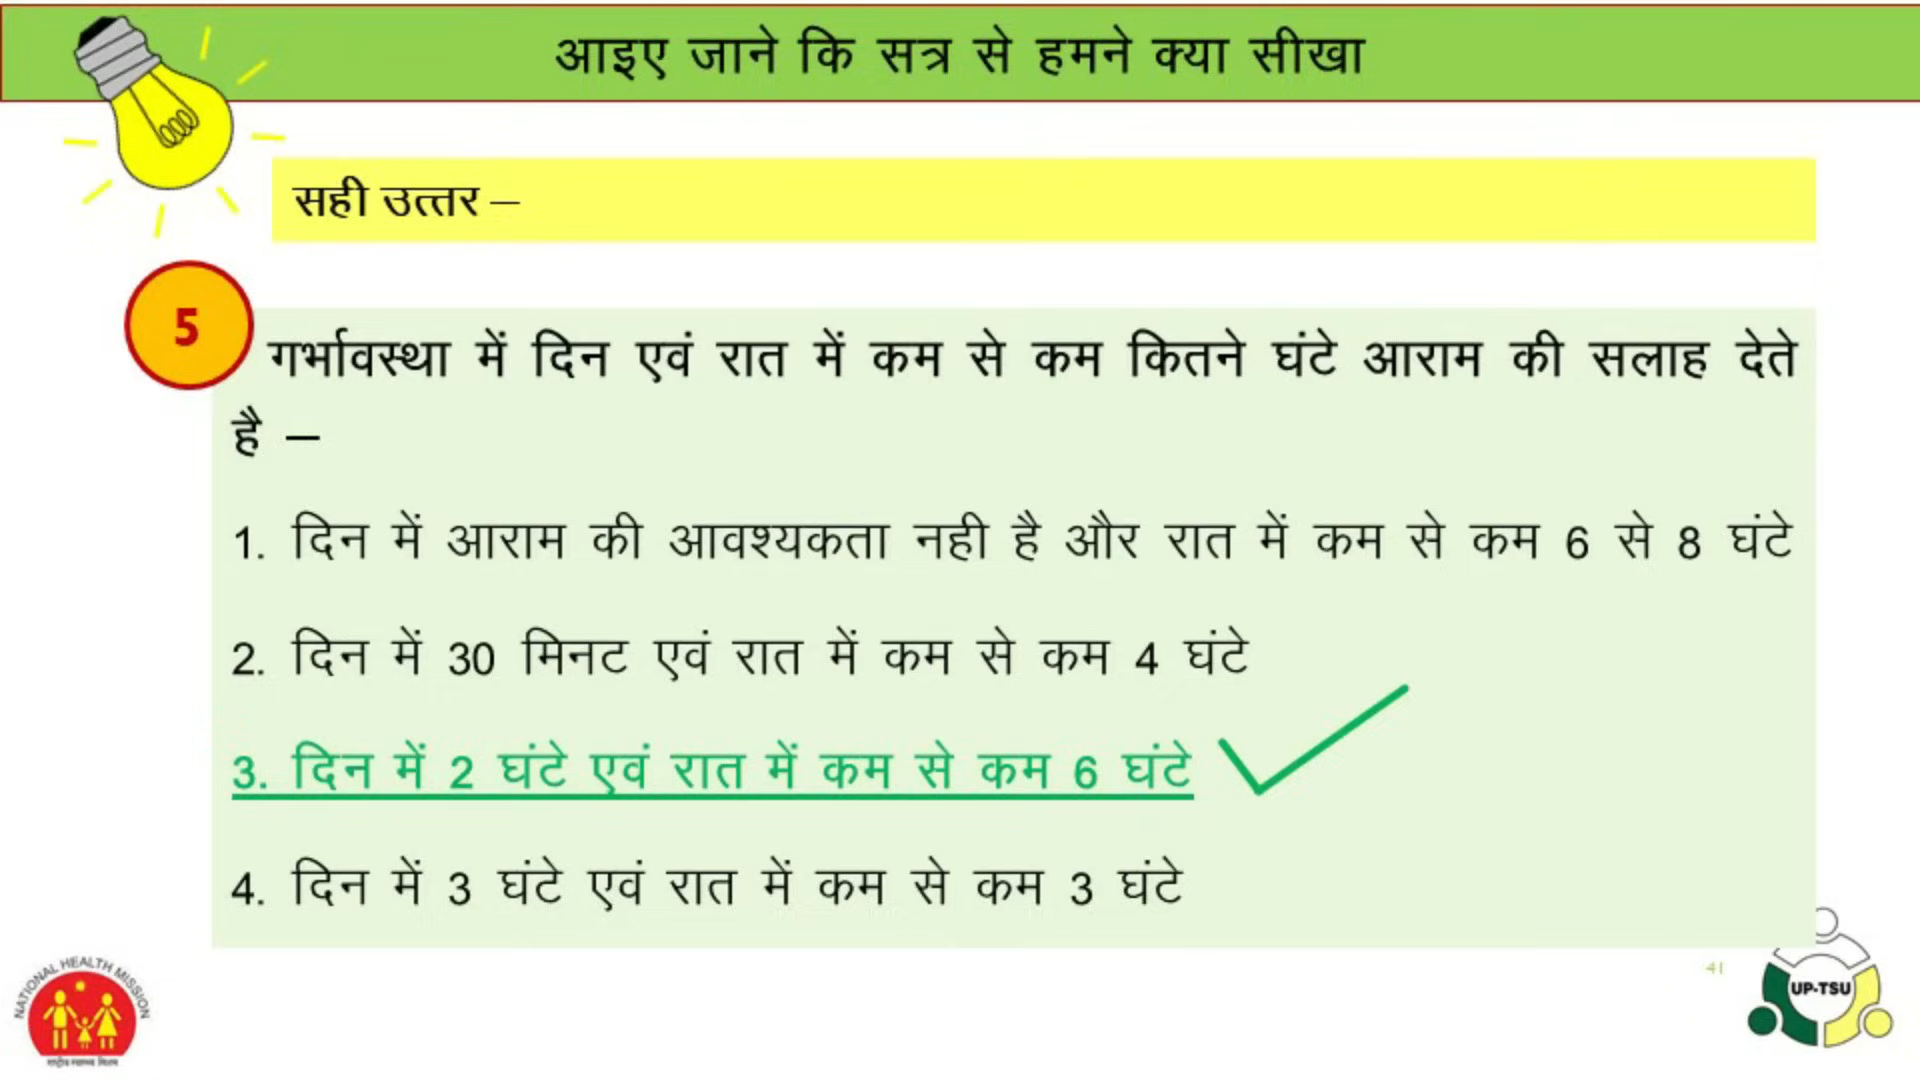 आइए जाने कि सत्र से हमने क्या सीखा
सही उत्तर –
5
गर्भावस्था में दिन एवं रात में कम से कम कितने घंटे आराम की सलाह देते
है –
1. दिन में आराम की आवश्यकता नही है और रात में कम से कम 6 से 8 घंटे
2. दिन में 30 मिनट एवं रात में कम से कम 4 घंटे
3. दिन में 2 घंटे एवं रात में कम से कम 6 घंटे
4. दिन में 3 घंटे एवं रात में कम से कम 3 घंटे
NATIONAL HEALTH MISSION
राष्ट्रीय स्वास्थ्य मिशन
41
UP-TSU